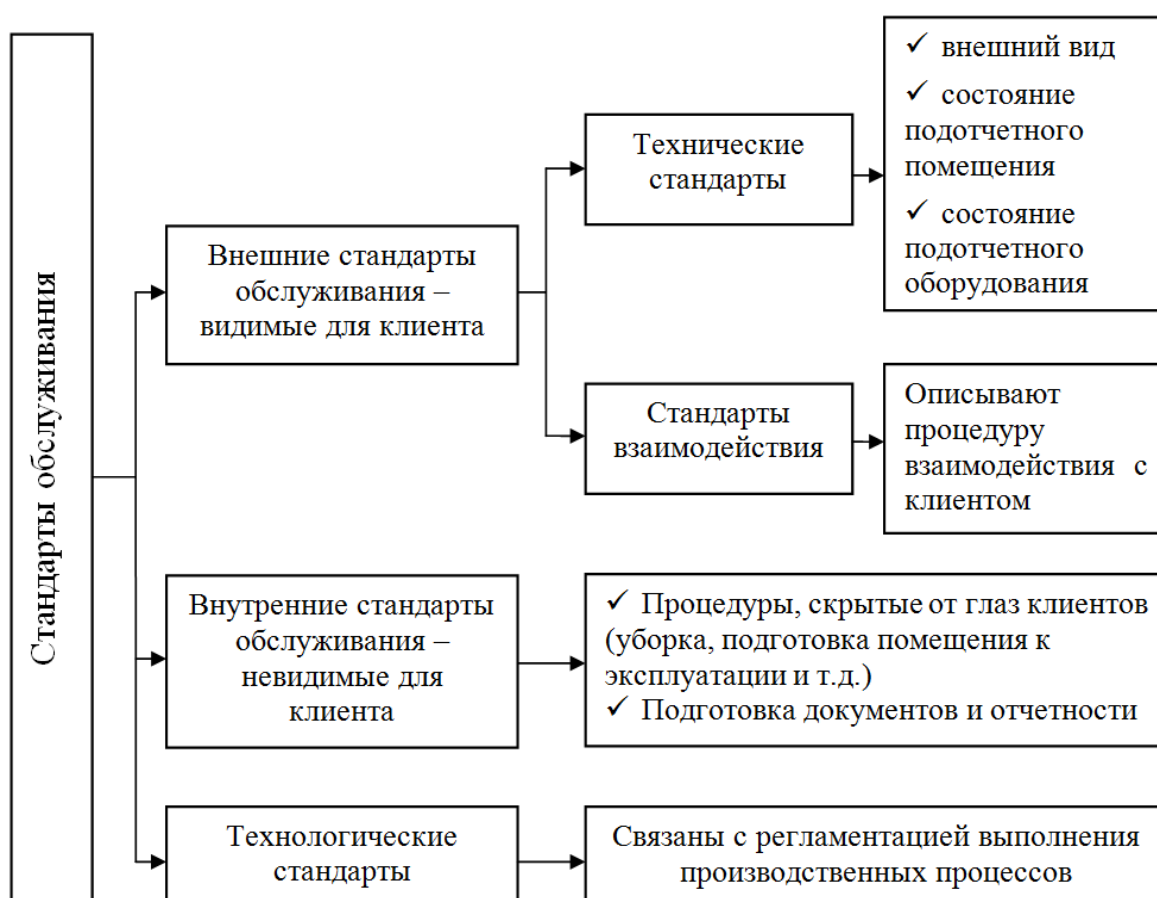 Стандарты обслуживания
Внешние стандарты
обслуживания –
видимые для клиента
Технические
стандарты
✓ внешний вид
✓ состояние
подотчетного
помещения
✓ состояние
подотчетного
оборудования
Стандарты
взаимодействия
Описывают
процедуру
взаимодействия с
клиентом
Внутренние стандарты
обслуживания –
невидимые для
клиента
✓ Процедуры, скрытые от глаз клиентов
(уборка, подготовка помещения к
эксплуатации и т.д.)
✓ Подготовка документов и отчетности
Технологические
стандарты
Связаны с регламентацией выполнения
производственных процессов